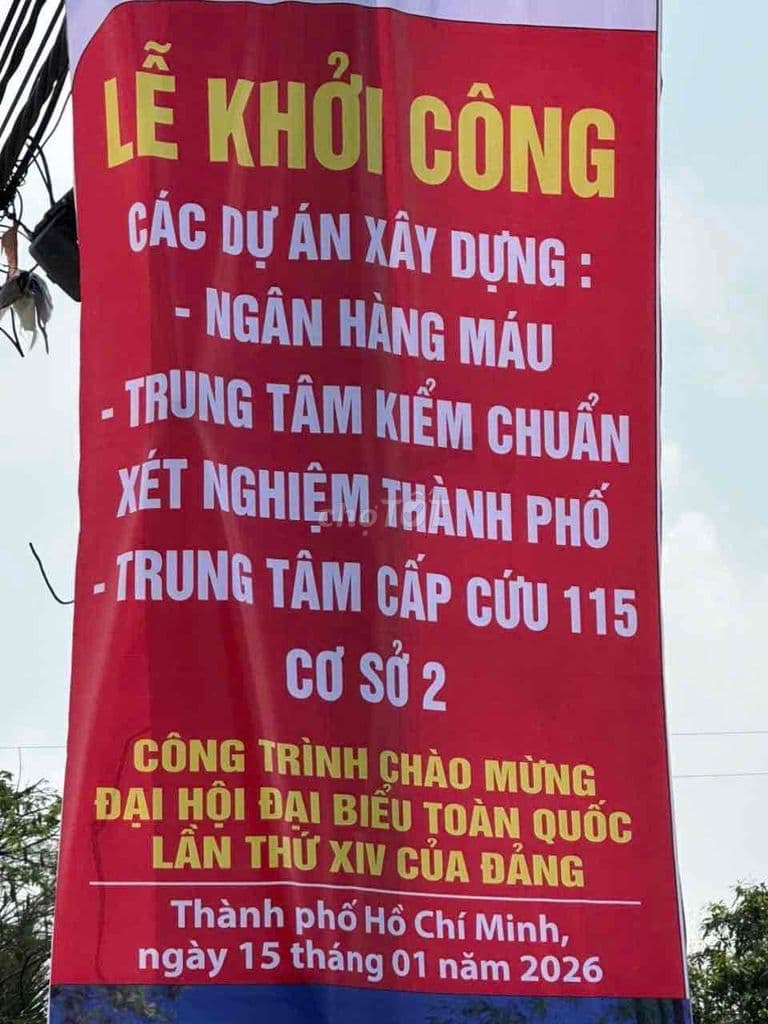 LỄ KHỞI CÔNG
CÁC DỰ ÁN XÂY DỰNG :
- NGÂN HÀNG MÁU
- TRUNG TÂM KIỂM CHUẨN
XÉT NGHIỆM THÀNH PHỐ
chợTỐT
- TRUNG TÂM CẤP CỨU 115
CƠ SỞ 2
CÔNG TRÌNH CHÀO MỪNG
ĐẠI HỘI ĐẠI BIỂU TOÀN QUỐC
LẦN THỨ XIV CỦA ĐẢNG
Thành phố Hồ Chí Minh,
ngày 15 tháng 01 năm 2026